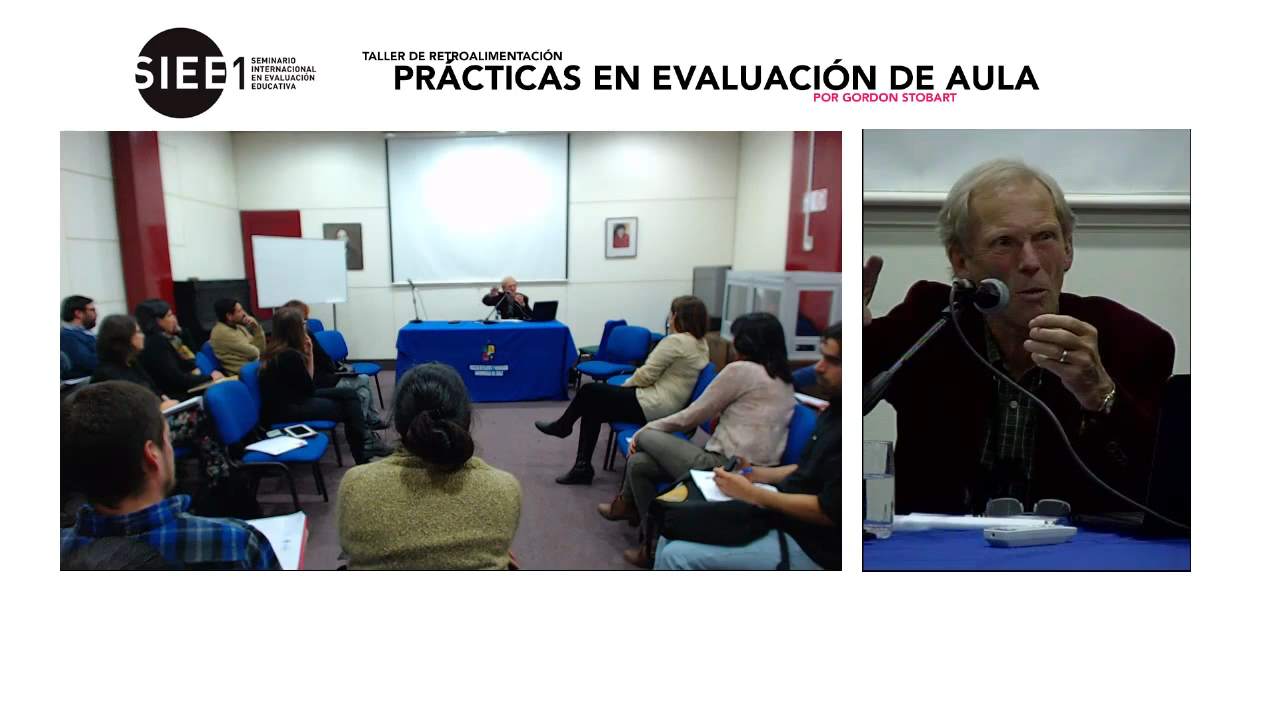 SIEE1
SEMINARIO
INTERNACIONAL
EN EVALUACIÓN
EDUCATIVA
TALLER DE RETROALIMENTACIÓN
PRÁCTICAS EN EVALUACIÓN DE AULA
POR GORDON STOBART